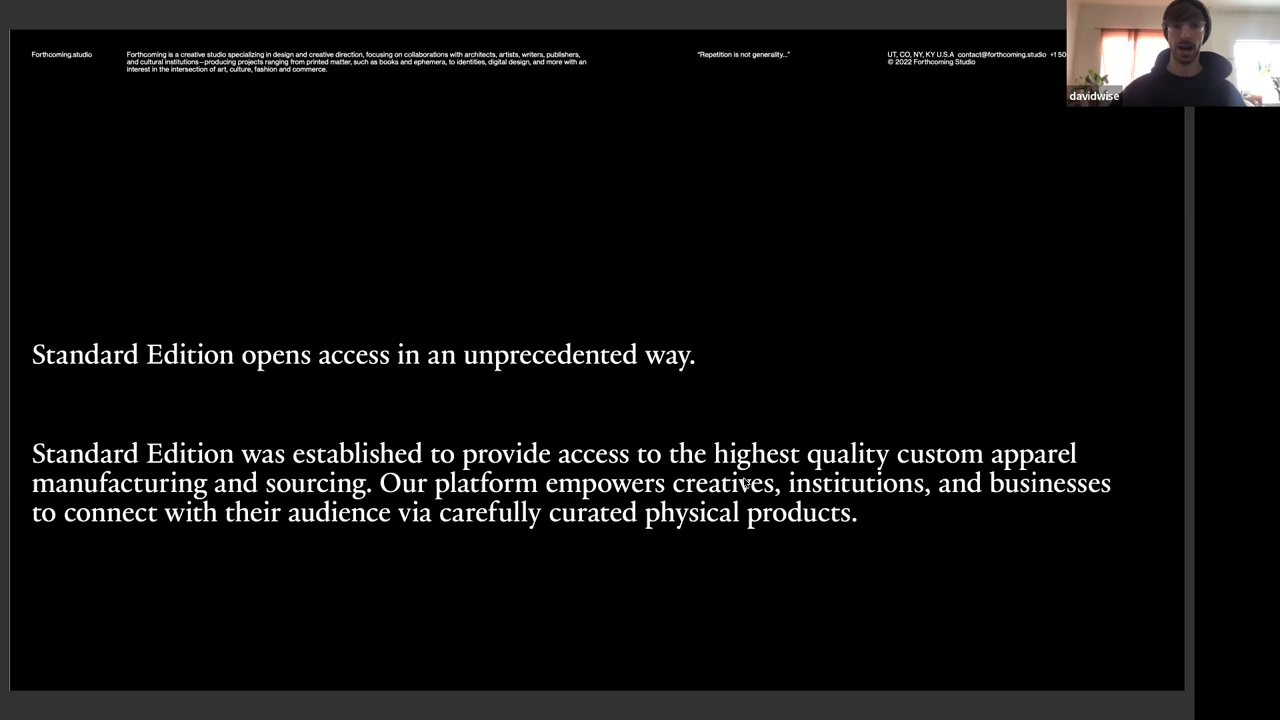 Forthcoming.studio
Forthcoming is a creative studio specializing in design and creative direction, focusing on collaborations with architects, artists, writers, publishers,
and cultural institutions—producing projects ranging from printed matter, such as books and ephemera, to identities, digital design, and more with an
interest in the intersection of art, culture, fashion and commerce.
"Repetition is not generality..."
UT, CO, NY, KY U.S.A contact@forthcoming.studio +1 50
© 2022 Forthcoming Studio
davidwise
Standard Edition opens access in an unprecedented way.
Standard Edition was established to provide access to the highest quality custom apparel
manufacturing and sourcing. Our platform empowers creatives, institutions, and businesses
to connect with their audience via carefully curated physical products.